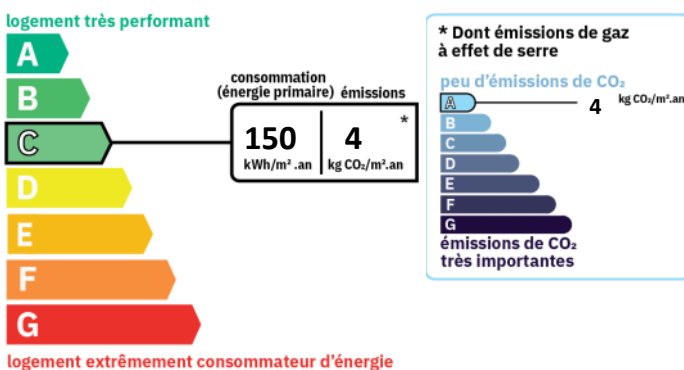 logement très performant
A
B
C
D
E
F
G
logement extrêmement consommateur d'énergie
consommation
(énergie primaire) émissions
150 4 *
kWh/m².an kg CO₂/m².an
* Dont émissions de gaz
à effet de serre
peu d'émissions de CO₂
A 4 kg CO₂/m².an
B
C
D
E
F
G
émissions de CO₂
très importantes